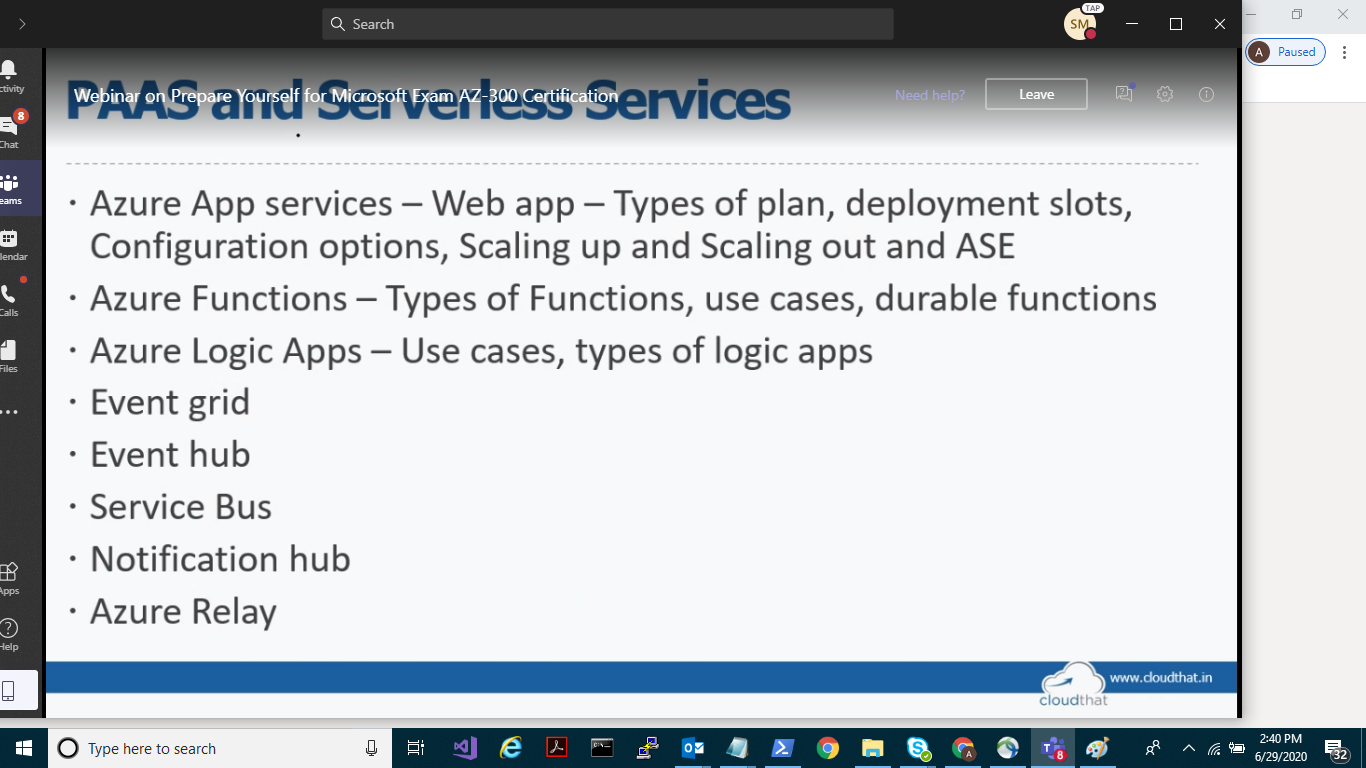 Search
TAP
SM
A
Paused
ctivity
8
Chat
eams
lendar
Calls
Files
...
Apps
Help
PAAS and Serverless Services
Webinar on Prepare Yourself for Microsoft Exam AZ-300 Certification
Need help?
Leave
· Azure App services – Web app – Types of plan, deployment slots,
Configuration options, Scaling up and Scaling out and ASE
· Azure Functions – Types of Functions, use cases, durable functions
· Azure Logic Apps – Use cases, types of logic apps
· Event grid
· Event hub
· Service Bus
· Notification hub
· Azure Relay
www.cloudthat.in
cloudthat
Type here to search
A
8
2:40 PM
6/29/2020
32